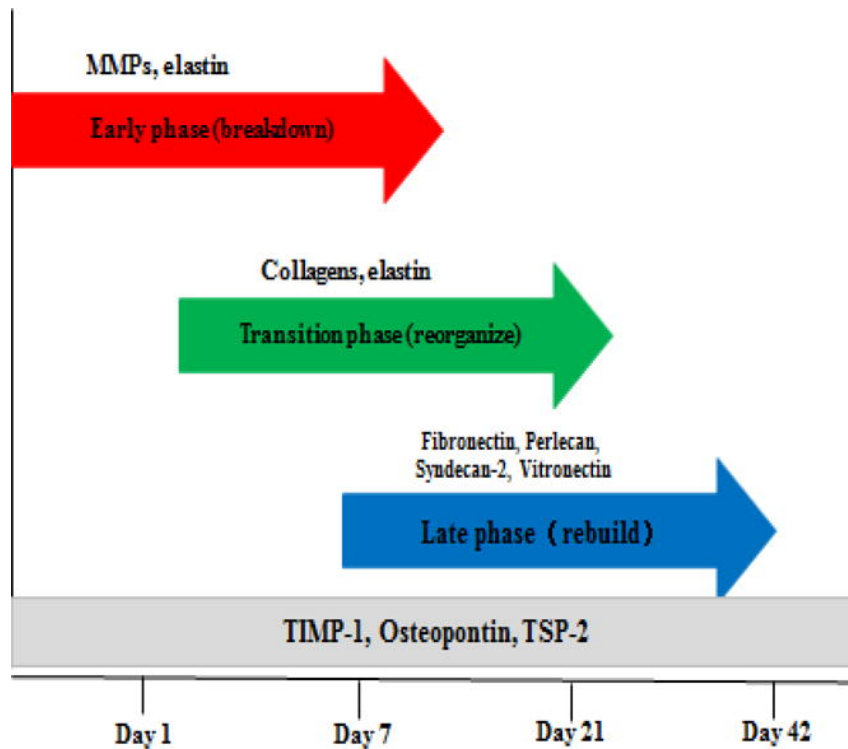 MMPs, elastin
Early phase (breakdown)
Collagens, elastin
Transition phase (reorganize)
Fibronectin, Perlecan,
Syndecan-2, Vitronectin
Late phase ( rebuild )
TIMP-1, Osteopontin, TSP-2
Day 1 Day 7 Day 21 Day 42